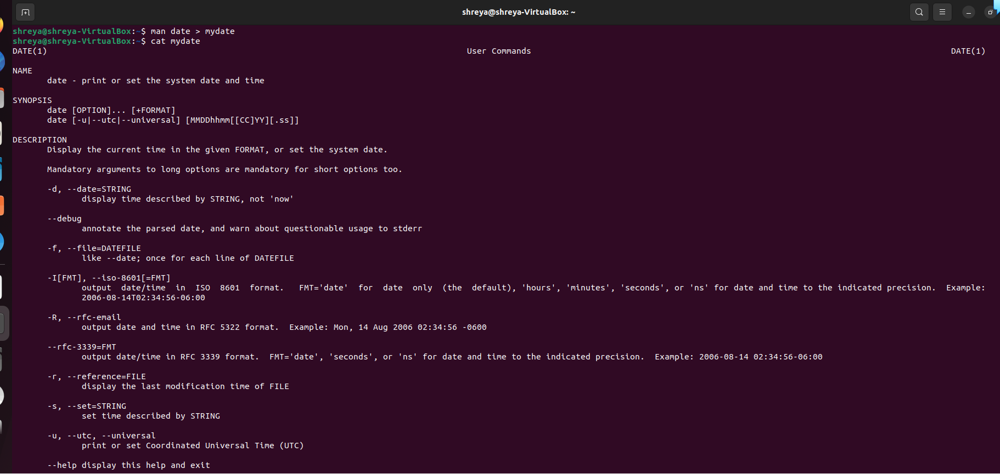 shreya@shreya-VirtualBox: ~
shreya@shreya-VirtualBox:~$ man date > mydate
shreya@shreya-VirtualBox:~$ cat mydate
DATE(1) User Commands DATE(1)
NAME
date - print or set the system date and time
SYNOPSIS
date [OPTION]... [+FORMAT]
date [-u|--utc|--universal] [MMDDhhmm[[CC]YY][.ss]]
DESCRIPTION
Display the current time in the given FORMAT, or set the system date.
Mandatory arguments to long options are mandatory for short options too.
-d, --date=STRING
display time described by STRING, not 'now'
--debug
annotate the parsed date, and warn about questionable usage to stderr
-f, --file=DATEFILE
like --date; once for each line of DATEFILE
-I[FMT], --iso-8601[=FMT]
output date/time in ISO 8601 format. FMT='date' for date only (the default), 'hours', 'minutes', 'seconds', or 'ns' for date and time to the indicated precision. Example:
2006-08-14T02:34:56-06:00
-R, --rfc-email
output date and time in RFC 5322 format. Example: Mon, 14 Aug 2006 02:34:56 -0600
--rfc-3339=FMT
output date/time in RFC 3339 format. FMT='date', 'seconds', or 'ns' for date and time to the indicated precision. Example: 2006-08-14 02:34:56-06:00
-r, --reference=FILE
display the last modification time of FILE
-s, --set=STRING
set time described by STRING
-u, --utc, --universal
print or set Coordinated Universal Time (UTC)
--help display this help and exit